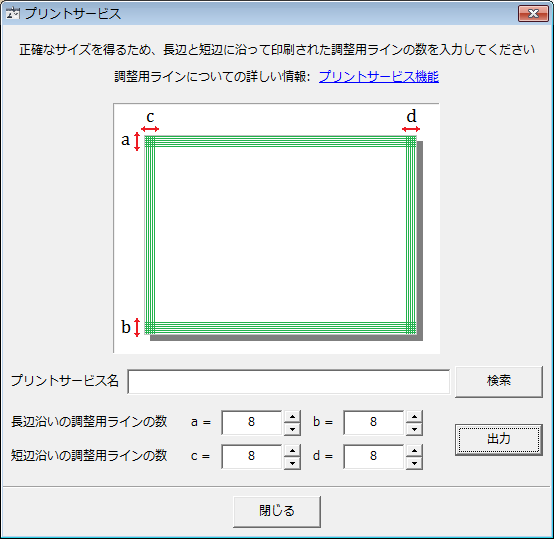 プリントサービス
正確なサイズを得るため、長辺と短辺に沿って印刷された調整用ラインの数を入力してください
調整用ラインについての詳しい情報: プリントサービス機能
c d
a
b
プリントサービス名 検索
長辺沿いの調整用ラインの数 a = 8 b = 8
出力
短辺沿いの調整用ラインの数 c = 8 d = 8
閉じる